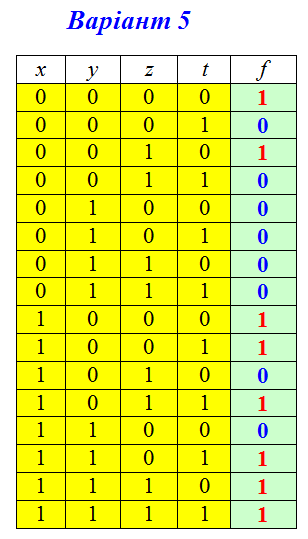 Варіант 5
x y z t f
0 0 0 0 1
0 0 0 1 0
0 0 1 0 1
0 0 1 1 0
0 1 0 0 0
0 1 0 1 0
0 1 1 0 0
0 1 1 1 0
1 0 0 0 1
1 0 0 1 1
1 0 1 0 0
1 0 1 1 1
1 1 0 0 0
1 1 0 1 1
1 1 1 0 1
1 1 1 1 1